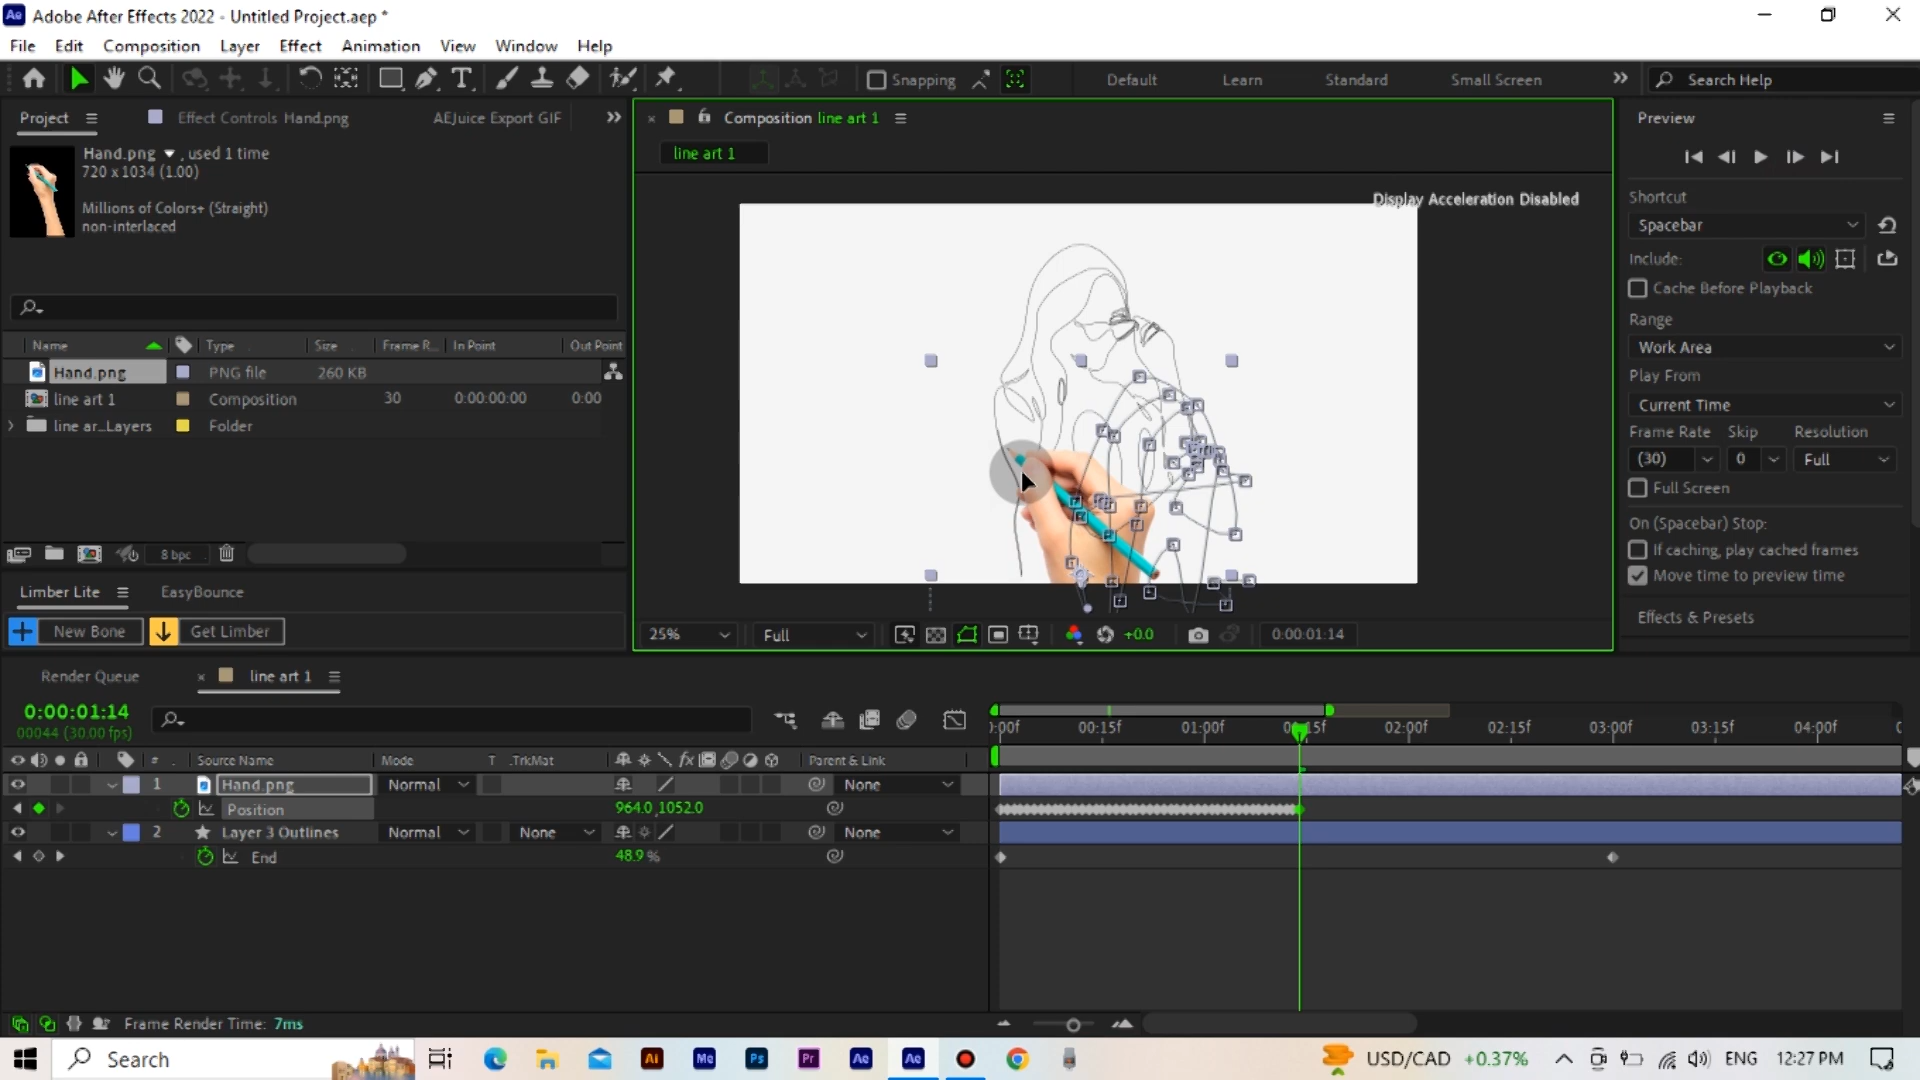 Ae Adobe After Effects 2022 - Untitled Project.aep *
File Edit Composition Layer Effect Animation View Window Help
Snapping Default Learn Standard Small Screen Search Help
Project Effect Controls Hand.png AEJuice Export GIF
Hand.png , used 1 time
720 x 1034 (1.00)
Millions of Colors+ (Straight)
non-interlaced
Name Type Size Frame R... In Point Out Point
Hand.png PNG file 260 KB
line art 1 Composition 30 0:00:00:00 0:00
line ar_Layers Folder
8 bpc
Limber Lite EasyBounce
New Bone Get Limber
Composition line art 1
line art 1
Display Acceleration Disabled
25% Full +0.0 0:00:01:14
Preview
Shortcut
Spacebar
Include:
Cache Before Playback
Range
Work Area
Play From
Current Time
Frame Rate Skip Resolution
(30) 0 Full
Full Screen
On (Spacebar) Stop:
If caching, play cached frames
Move time to preview time
Effects & Presets
Render Queue line art 1
0:00:01:14
00044 (30.00 fps)
):00f 00:15f 01:00f 01:15f 02:00f 02:15f 03:00f 03:15f 04:00f
# . Source Name Mode T .TrkMat fx Parent & Link
1 Hand.png Normal None
Position 964.0,1052.0
2 Layer 3 Outlines Normal None None
End 48.9 %
Frame Render Time: 7ms
Search Ai Me Ps Pr Ae Ae USD/CAD +0.37% ENG 12:27 PM